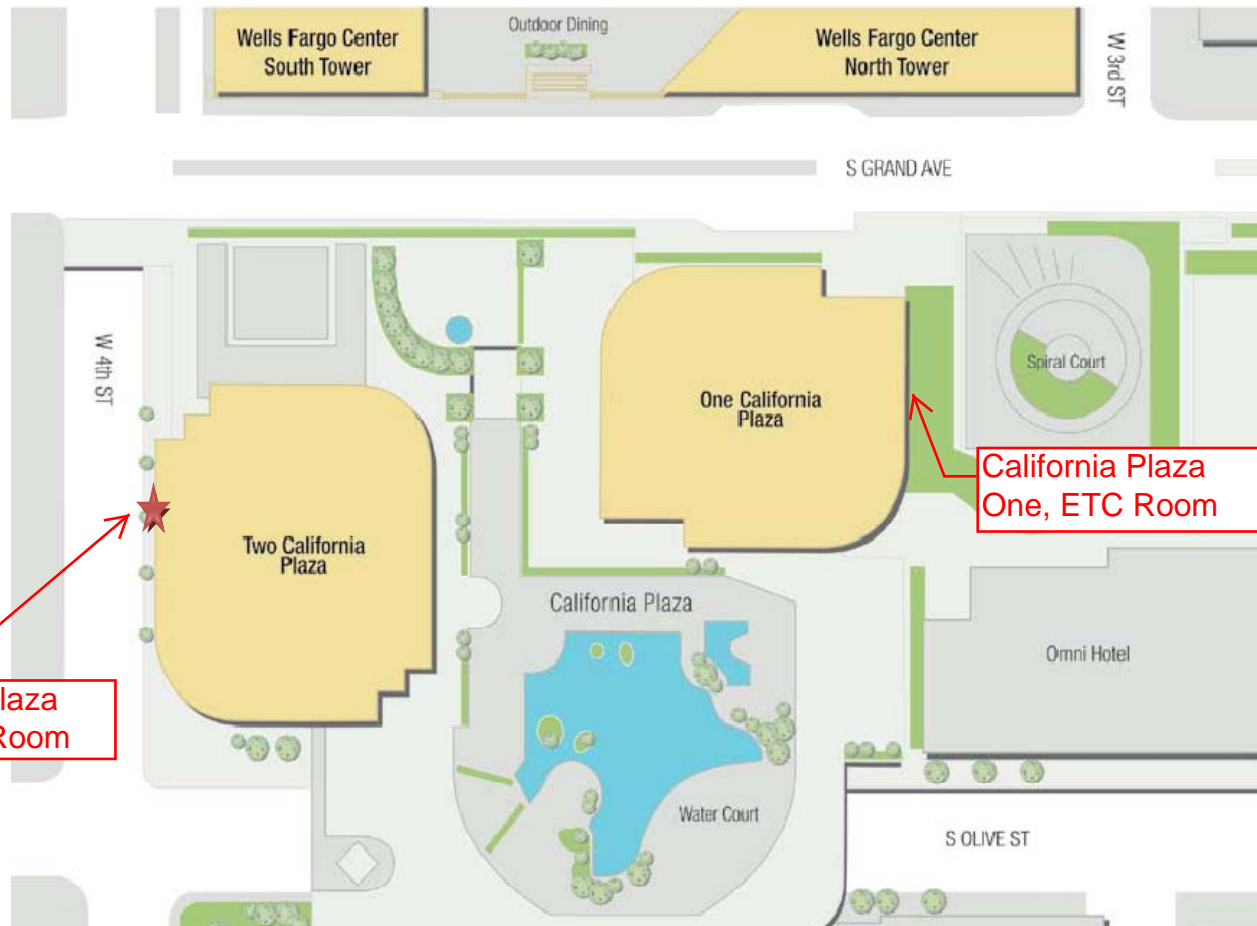 Outdoor Dining
Wells Fargo Center
South Tower
Wells Fargo Center
North Tower
W 3rd ST
S GRAND AVE
W 4th ST
Spiral Court
One California
Plaza
California Plaza
One, ETC Room
Two California
Plaza
California Plaza
Omni Hotel
laza
Room
Water Court
S OLIVE ST